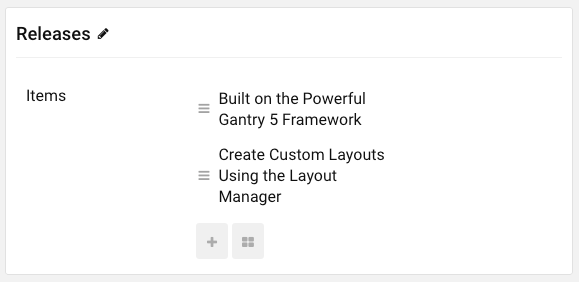 Releases
Items
Built on the Powerful
Gantry 5 Framework
Create Custom Layouts
Using the Layout
Manager